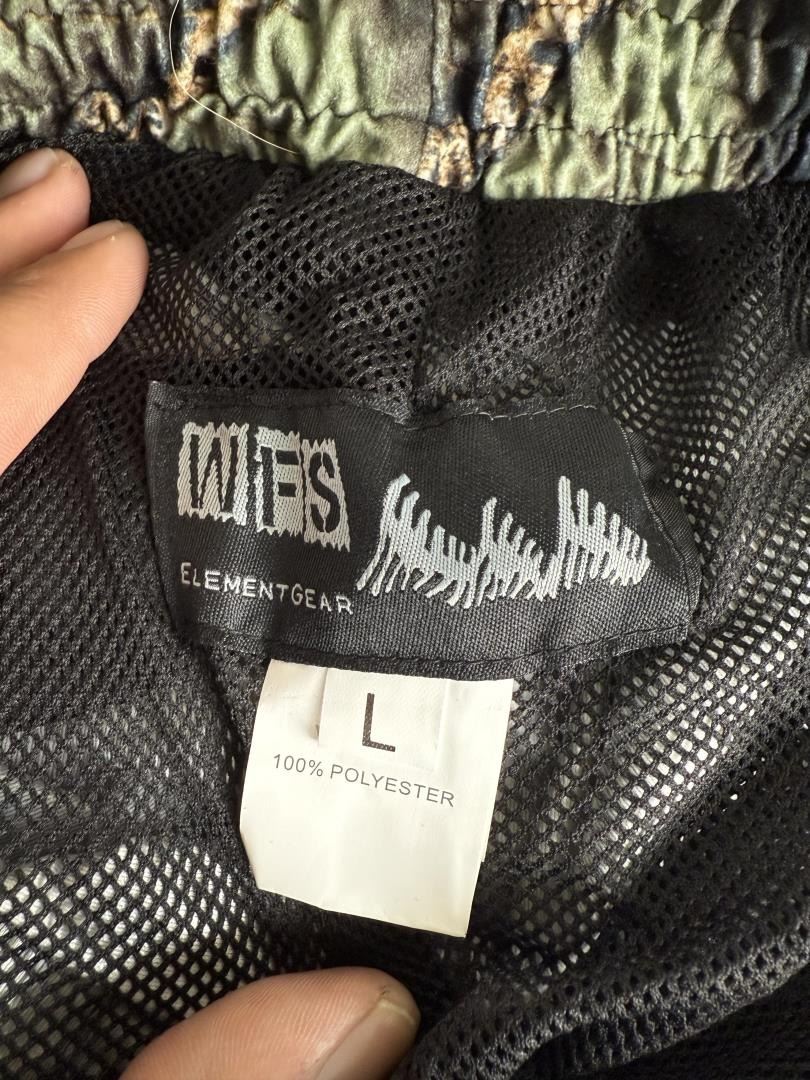 WFS
ELEMENTGEAR
L
100% POLYESTER